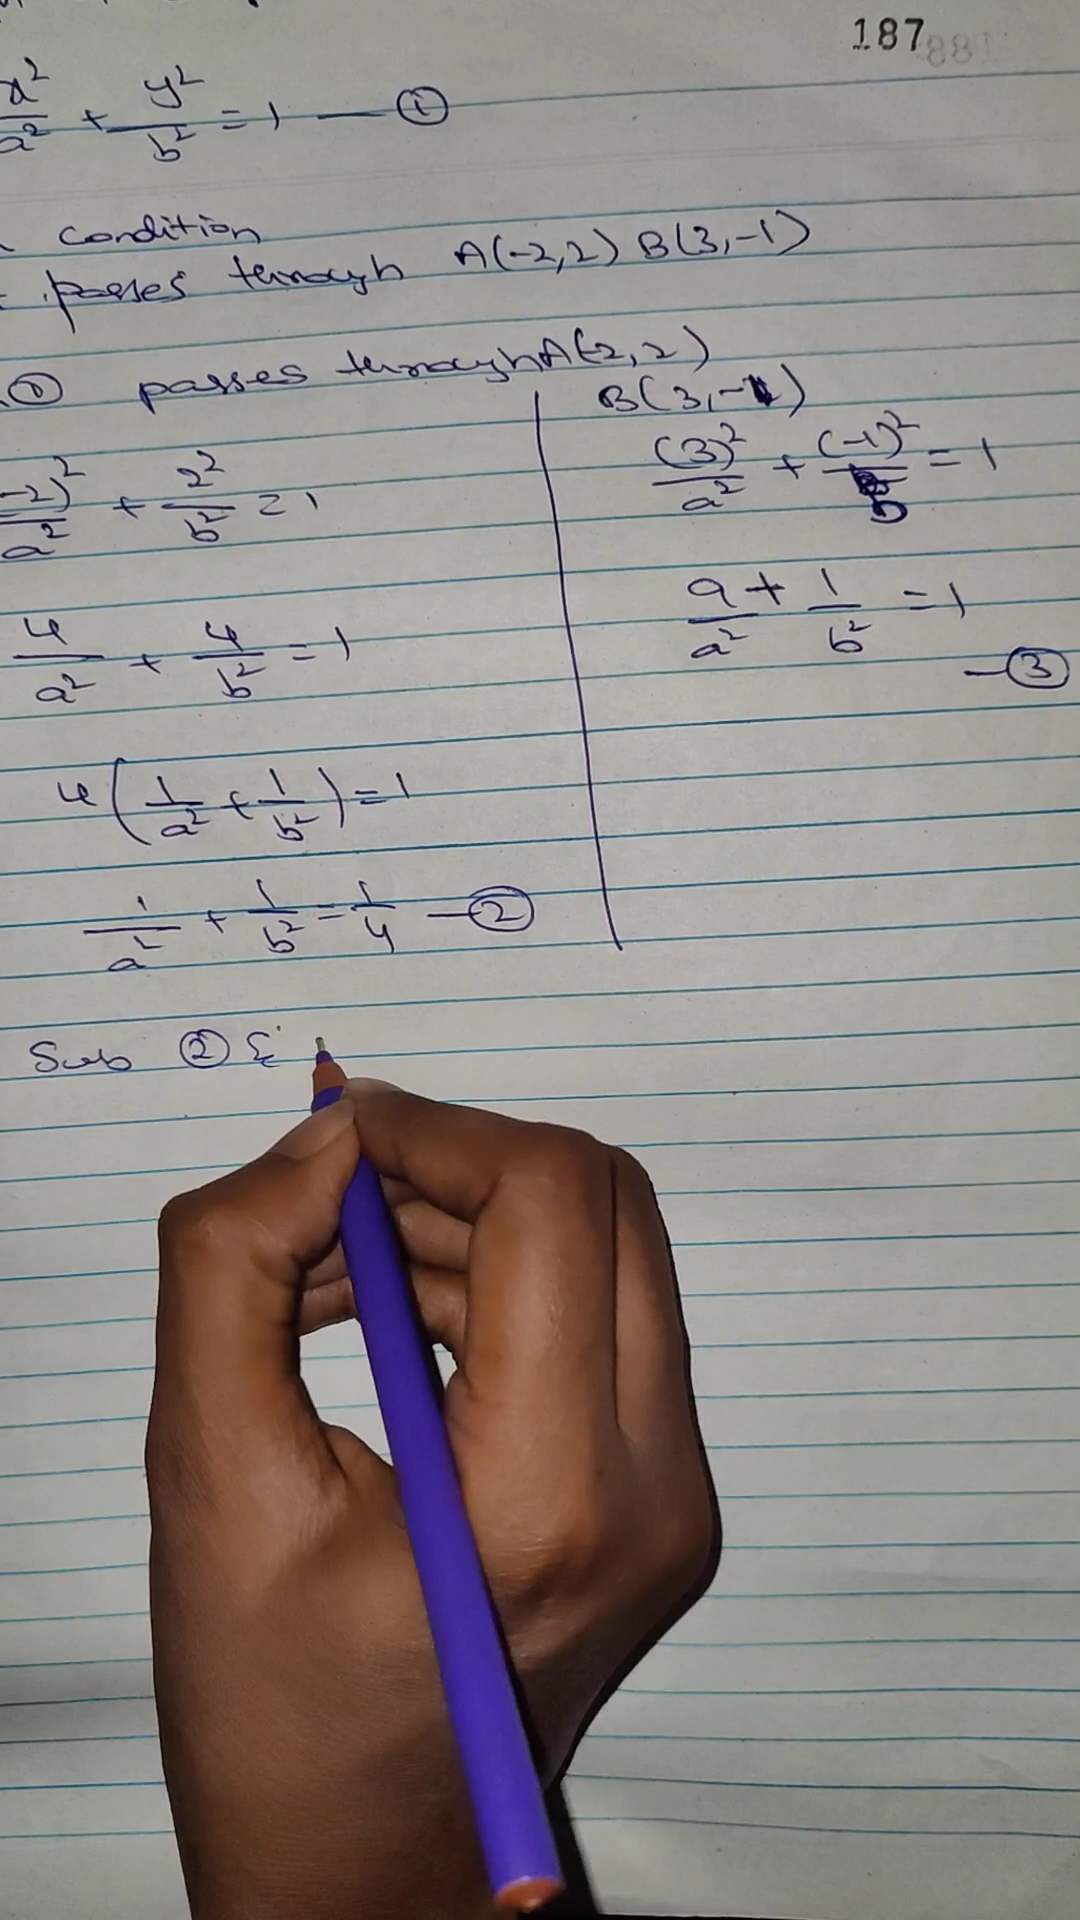 187
x²/a² + y²/b² = 1 — ①
condition
passes through A(-2,2) B(3,-1)
① passes through A(-2,2)
B(3,-1)
(-2)²/a² + 2²/b² = 1
(3)²/a² + (-1)²/b = 1
4/a² + 4/b² = 1
9/a² + 1/b² = 1
— ③
4(1/a² + 1/b²) = 1
1/a² + 1/b² = 1/4 — ②
Sub ② &